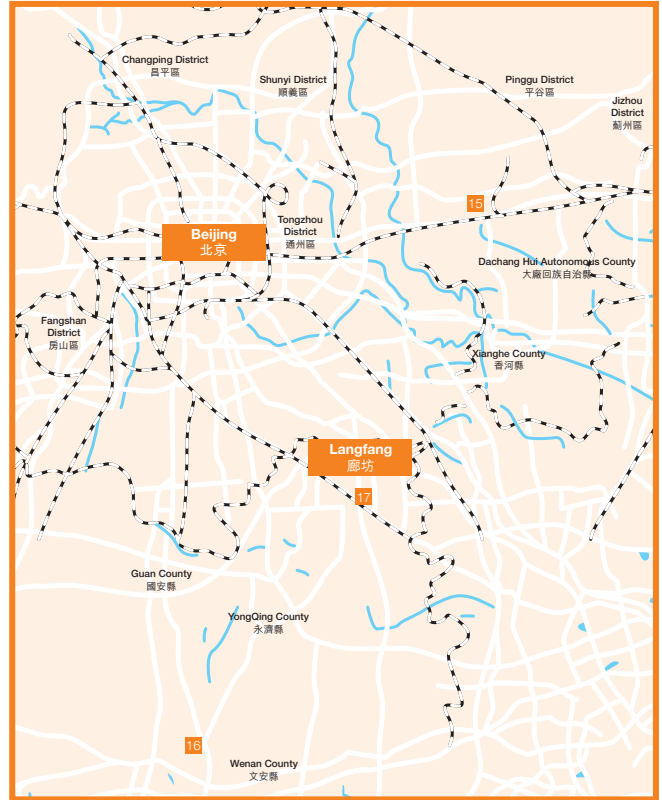 Changping District
昌平區
Shunyi District
順義區
Pinggu District
平谷區
Jizhou
District
薊州區
15
Beijing
北京
Tongzhou
District
通州區
Dachang Hui Autonomous County
大廠回族自治縣
Fangshan
District
房山區
Xianghe County
香河縣
Langfang
廊坊
17
Guan County
國安縣
YongQing County
永濟縣
16
Wenan County
文安縣